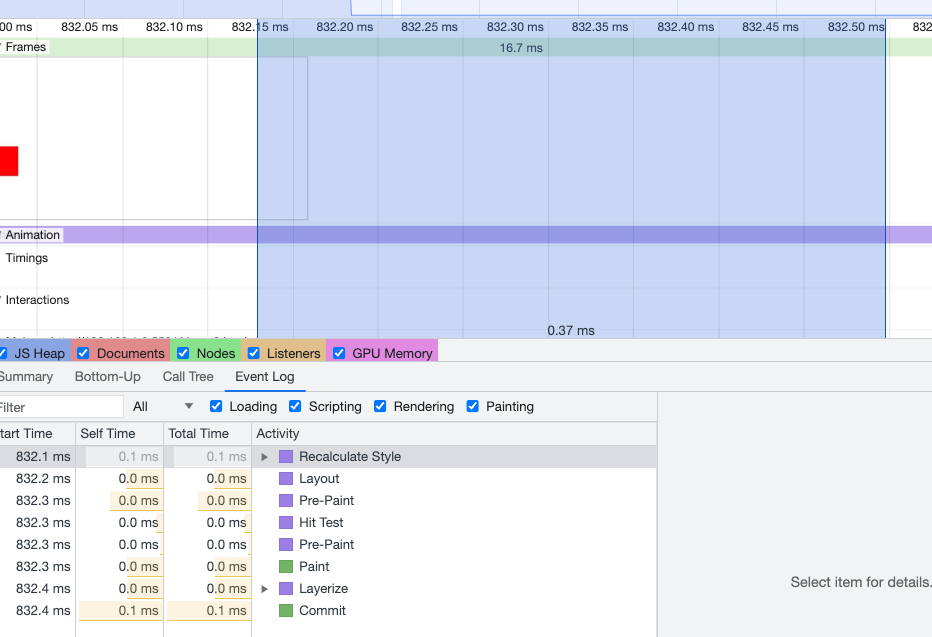 00 ms 832.05 ms 832.10 ms 832.15 ms 832.20 ms 832.25 ms 832.30 ms 832.35 ms 832.40 ms 832.45 ms 832.50 ms 832
Frames 16.7 ms
Animation
Timings
Interactions
0.37 ms
JS Heap Documents Nodes Listeners GPU Memory
Summary Bottom-Up Call Tree Event Log
Filter All Loading Scripting Rendering Painting
tart Time Self Time Total Time Activity
832.1 ms 0.1 ms 0.1 ms Recalculate Style
832.2 ms 0.0 ms 0.0 ms Layout
832.3 ms 0.0 ms 0.0 ms Pre-Paint
832.3 ms 0.0 ms 0.0 ms Hit Test
832.3 ms 0.0 ms 0.0 ms Pre-Paint
832.3 ms 0.0 ms 0.0 ms Paint
832.4 ms 0.0 ms 0.0 ms Layerize
832.4 ms 0.1 ms 0.1 ms Commit
Select item for details.